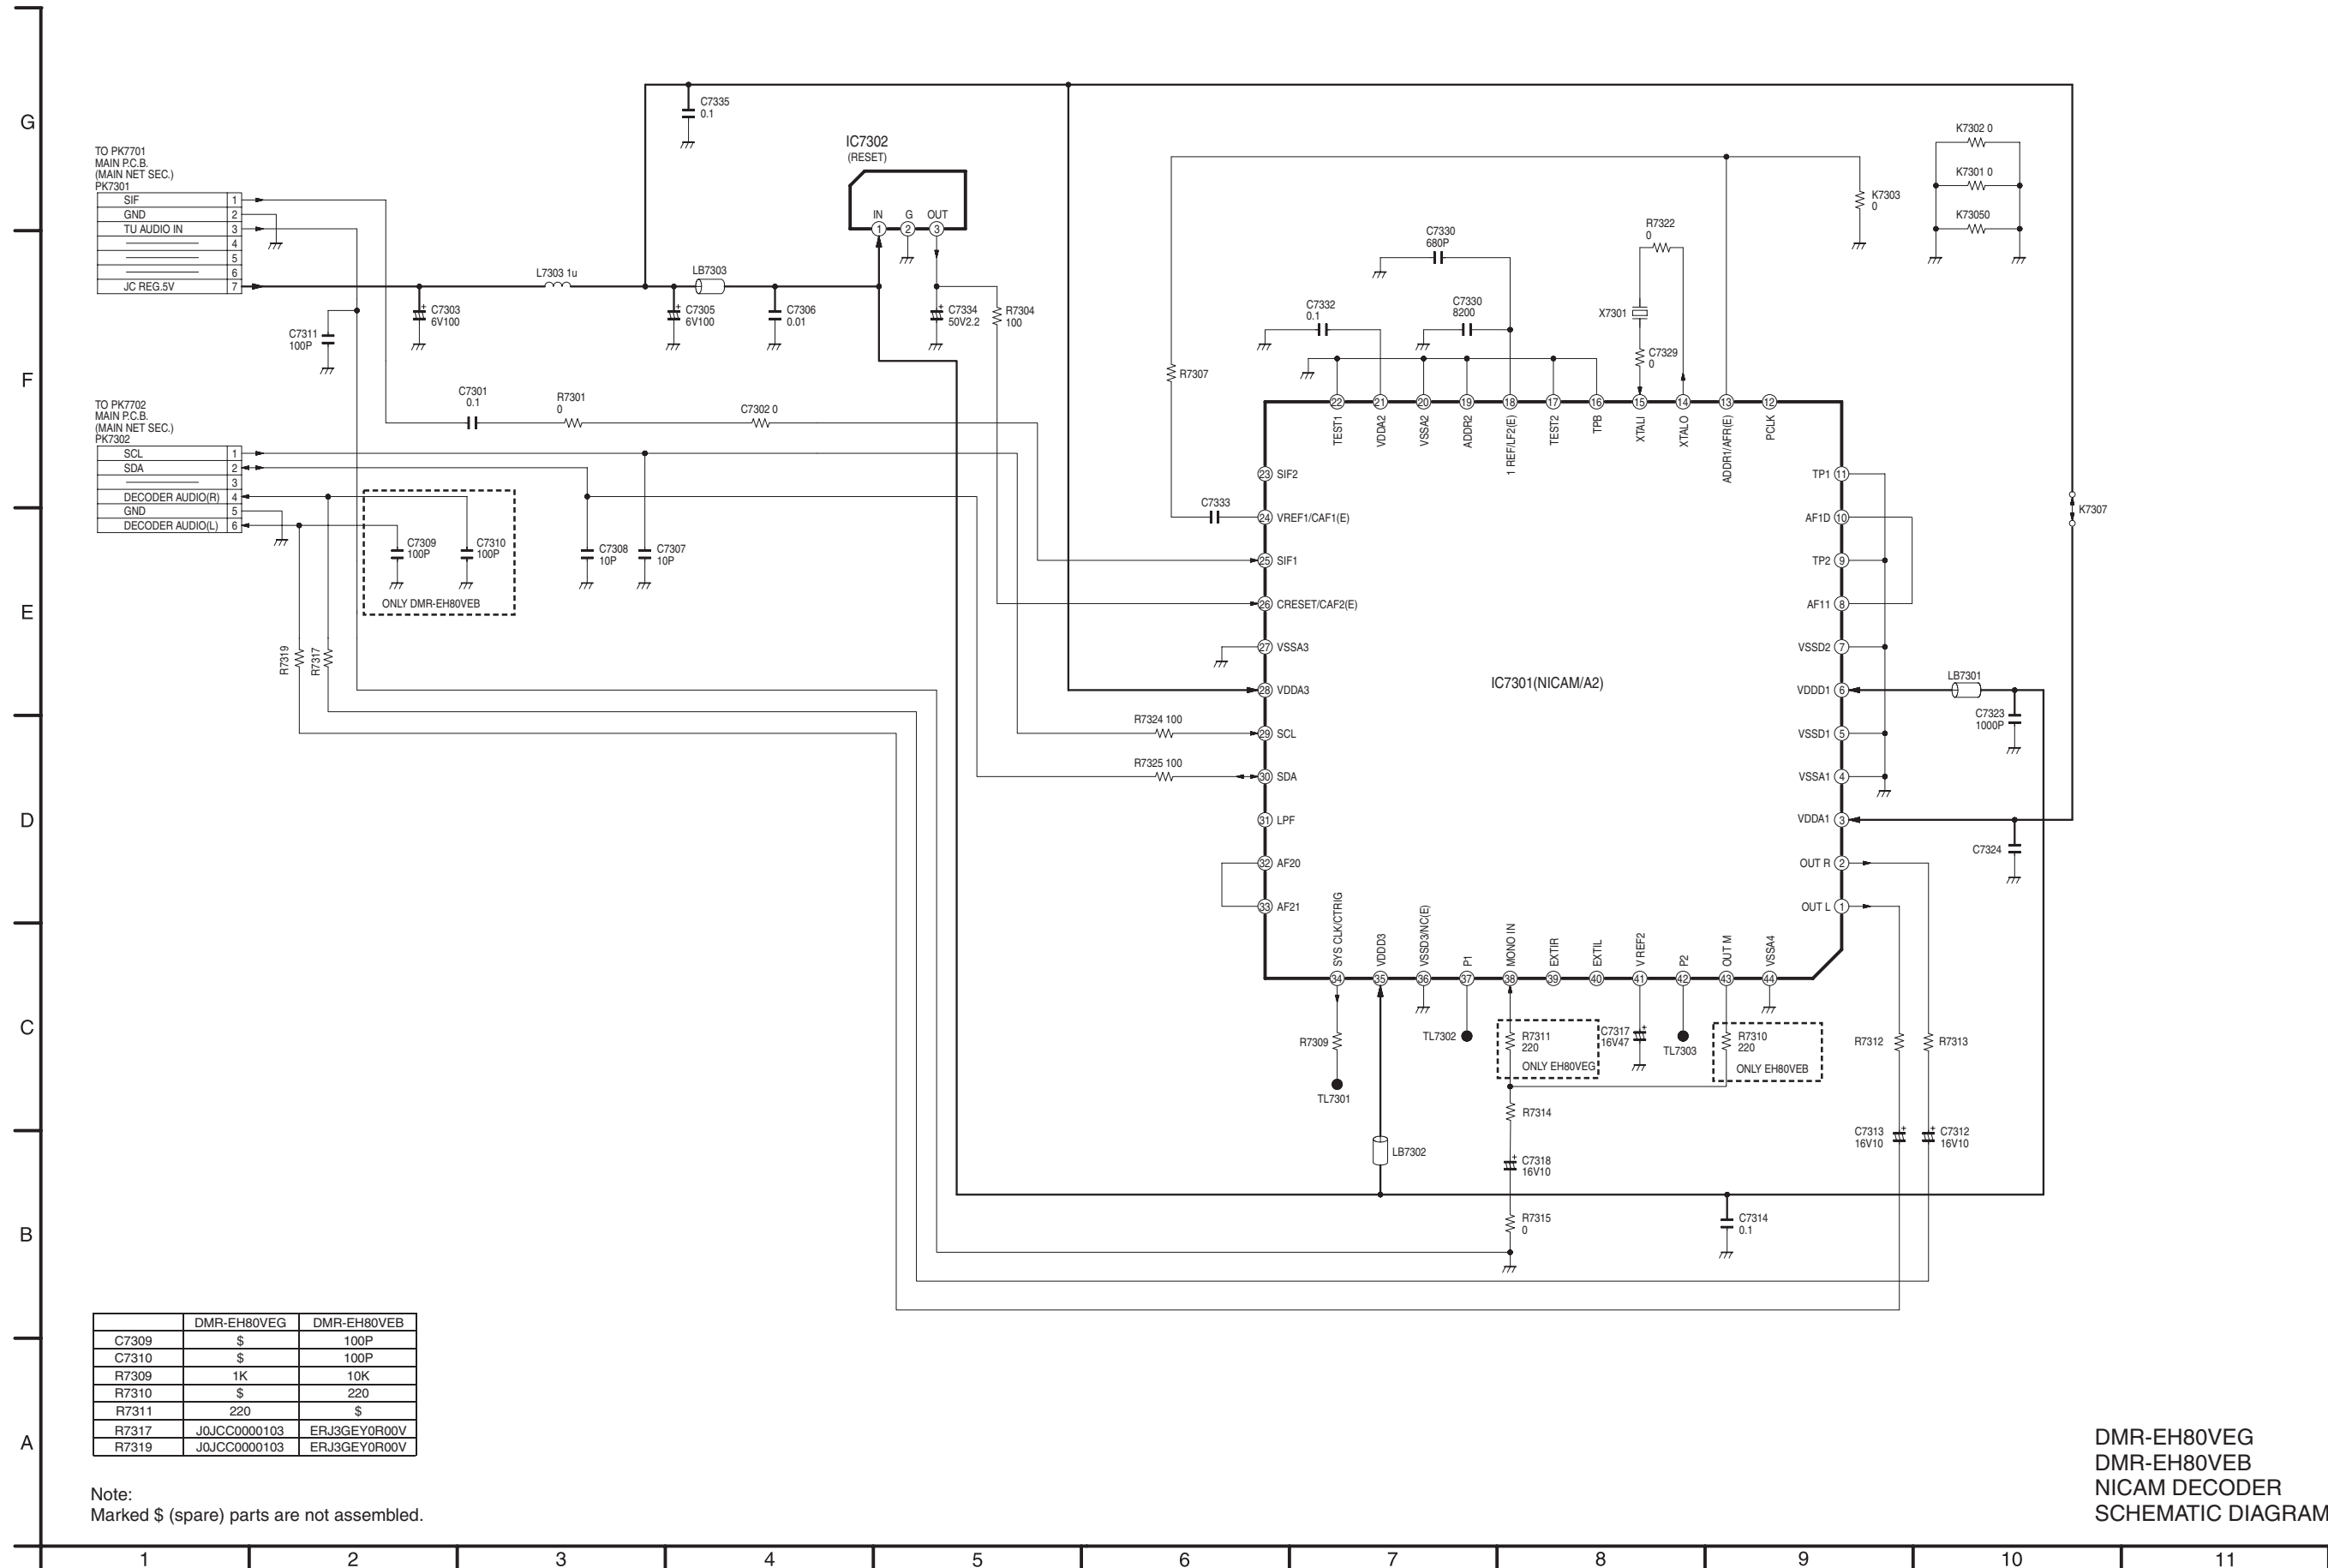 G
F
E
D
C
B
A
TO PK7701
MAIN P.C.B.
(MAIN NET SEC.)
PK7301
SIF 1
GND 2
TU AUDIO IN 3
4
5
6
JC REG.5V 7
C7335
0.1
IC7302
(RESET)
IN G OUT
1 2 3
L7303 1u
LB7303
C7303
6V100
C7305
6V100
C7306
0.01
C7334
50V2.2
R7304
100
C7311
100P
C7301
0.1
R7301
0
C7302 0
TO PK7702
MAIN P.C.B.
(MAIN NET SEC.)
PK7302
SCL 1
SDA 2
3
DECODER AUDIO(R) 4
GND 5
DECODER AUDIO(L) 6
C7309
100P
C7310
100P
ONLY DMR-EH80VEB
C7308
10P
C7307
10P
R7319
R7317
K7302 0
K7301 0
K73050
K7303
0
R7322
0
C7330
680P
C7332
0.1
C7330
8200
X7301
C7329
0
R7307
C7333
22 21 20 19 18 17 16 15 14 13 12
TEST1
VDDA2
VSSA2
ADDR2
1 REF/LF2(E)
TEST2
TPB
XTALI
XTALO
ADDR1/AFR(E)
PCLK
23 SIF2
24 VREF1/CAF1(E)
25 SIF1
26 CRESET/CAF2(E)
27 VSSA3
28 VDDA3
29 SCL
30 SDA
31 LPF
32 AF20
33 AF21
R7324 100
R7325 100
IC7301(NICAM/A2)
TP1 11
AF1D 10
TP2 9
AF11 8
VSSD2 7
VDDD1 6
VSSD1 5
VSSA1 4
VDDA1 3
OUT R 2
OUT L 1
K7307
LB7301
C7323
1000P
C7324
SYS CLK/CTRIG
VDDD3
VSSD3/NC(E)
P1
MONO IN
EXTIR
EXTIL
V REF2
P2
OUT M
VSSA4
34 35 36 37 38 39 40 41 42 43 44
R7309
TL7301
TL7302
R7311
220
ONLY EH80VEG
C7317
16V47
TL7303
R7310
220
ONLY EH80VEB
R7312
R7313
R7314
LB7302
C7318
16V10
C7313
16V10
C7312
16V10
R7315
0
C7314
0.1
DMR-EH80VEG DMR-EH80VEB
C7309 $ 100P
C7310 $ 100P
R7309 1K 10K
R7310 $ 220
R7311 220 $
R7317 J0JCC0000103 ERJ3GEY0R00V
R7319 J0JCC0000103 ERJ3GEY0R00V
Note:
Marked $ (spare) parts are not assembled.
DMR-EH80VEG
DMR-EH80VEB
NICAM DECODER
SCHEMATIC DIAGRAM
1 2 3 4 5 6 7 8 9 10 11